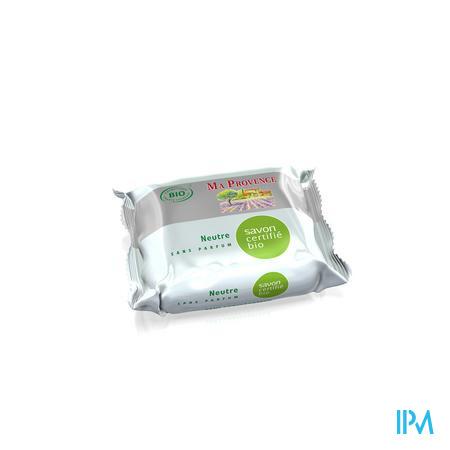 BIO
MA PROVENCE
Neutre
SANS PARFUM
savon
certifié
bio
Neutre
SANS PARFUM
savon
certifié
bio
IPM